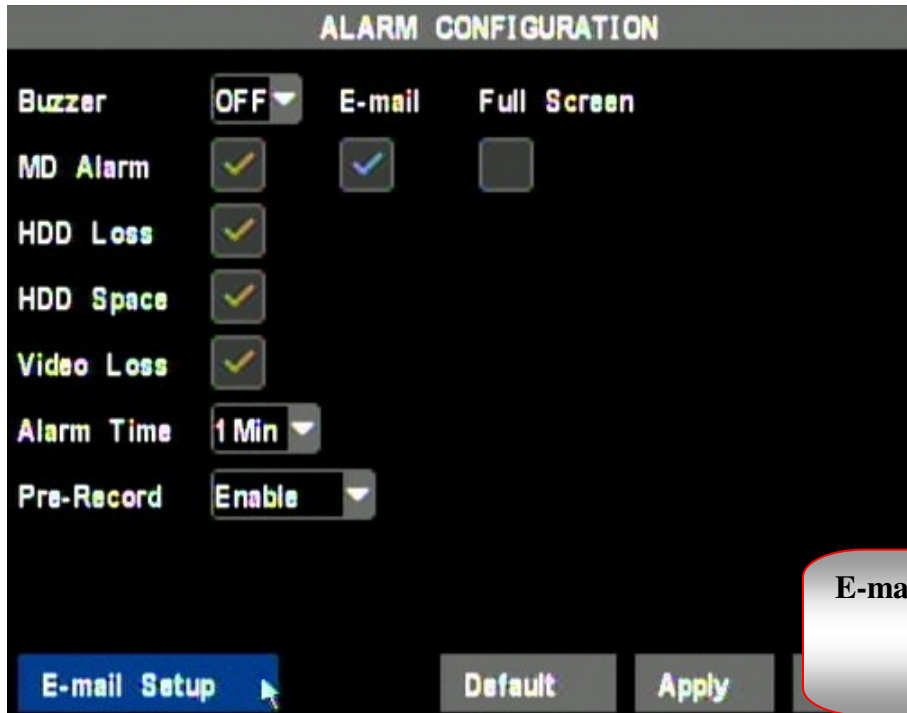 ALARM CONFIGURATION
Buzzer OFF E-mail Full Screen
MD Alarm
HDD Loss
HDD Space
Video Loss
Alarm Time 1 Min
Pre-Record Enable
E-ma
E-mail Setup Default Apply